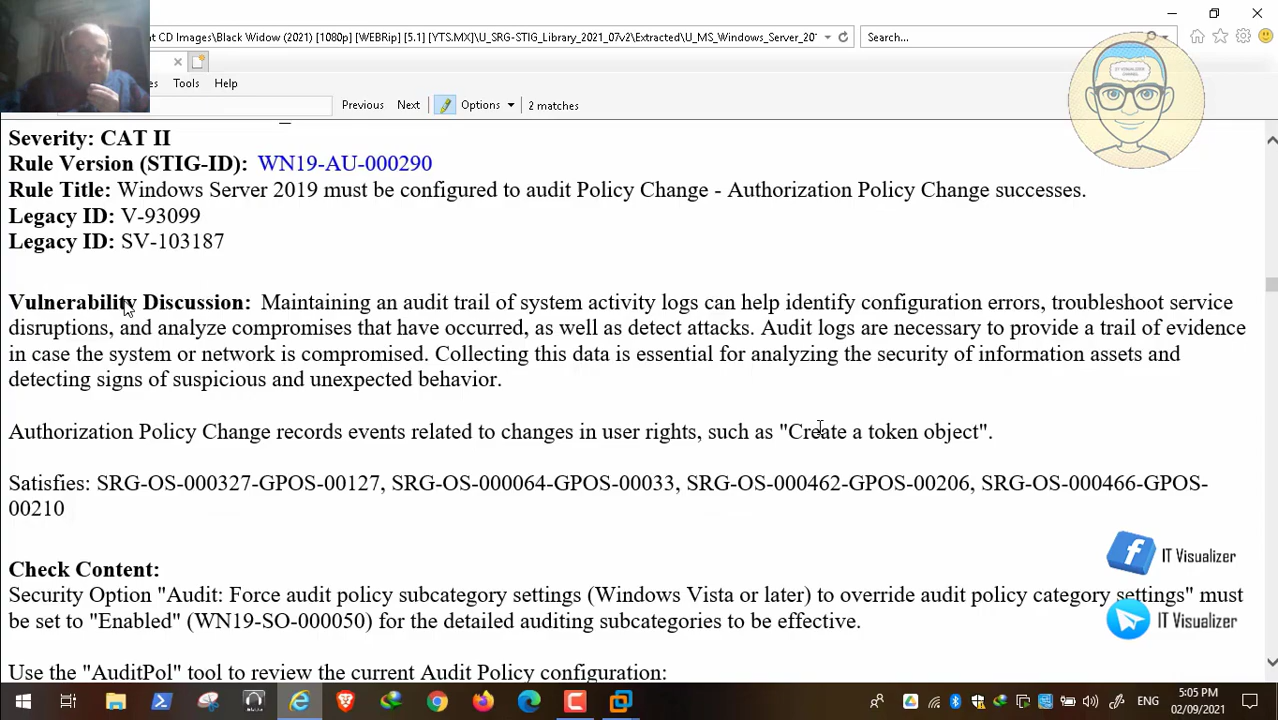 nt CD Images\Black Widow (2021) [1080p] [WEBRip] [5.1] [YTS.MX]\U_SRG-STIG_Library_2021_07v2\Extracted\U_MS_Windows_Server_20
Search...
Tools Help
Previous Next Options 2 matches
IT VISUALIZER
CHANNEL
Severity: CAT II
Rule Version (STIG-ID): WN19-AU-000290
Rule Title: Windows Server 2019 must be configured to audit Policy Change - Authorization Policy Change successes.
Legacy ID: V-93099
Legacy ID: SV-103187
Vulnerability Discussion: Maintaining an audit trail of system activity logs can help identify configuration errors, troubleshoot service
disruptions, and analyze compromises that have occurred, as well as detect attacks. Audit logs are necessary to provide a trail of evidence
in case the system or network is compromised. Collecting this data is essential for analyzing the security of information assets and
detecting signs of suspicious and unexpected behavior.
Authorization Policy Change records events related to changes in user rights, such as "Create a token object".
Satisfies: SRG-OS-000327-GPOS-00127, SRG-OS-000064-GPOS-00033, SRG-OS-000462-GPOS-00206, SRG-OS-000466-GPOS-
00210
IT Visualizer
Check Content:
Security Option "Audit: Force audit policy subcategory settings (Windows Vista or later) to override audit policy category settings" must
be set to "Enabled" (WN19-SO-000050) for the detailed auditing subcategories to be effective.
IT Visualizer
Use the "AuditPol" tool to review the current Audit Policy configuration:
ENG
5:05 PM
02/09/2021